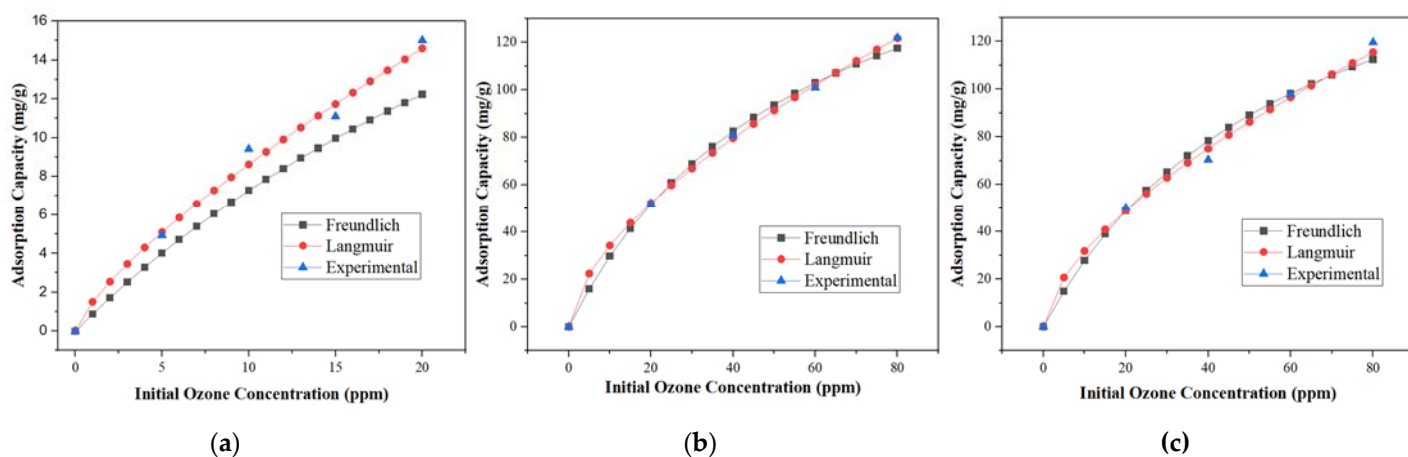 16
14
12
10
8
6
4
2
0
Adsorption Capacity (mg/g)
Freundlich
Langmuir
Experimental
0 5 10 15 20
Initial Ozone Concentration (ppm)
(a)
120
100
80
60
40
20
0
Adsorption Capacity (mg/g)
Freundlich
Langmuir
Experimental
0 20 40 60 80
Initial Ozone Concentration (ppm)
(b)
120
100
80
60
40
20
0
Adsorption Capacity (mg/g)
Freundlich
Langmuir
Experimental
0 20 40 60 80
Initial Ozone Concentration (ppm)
(c)